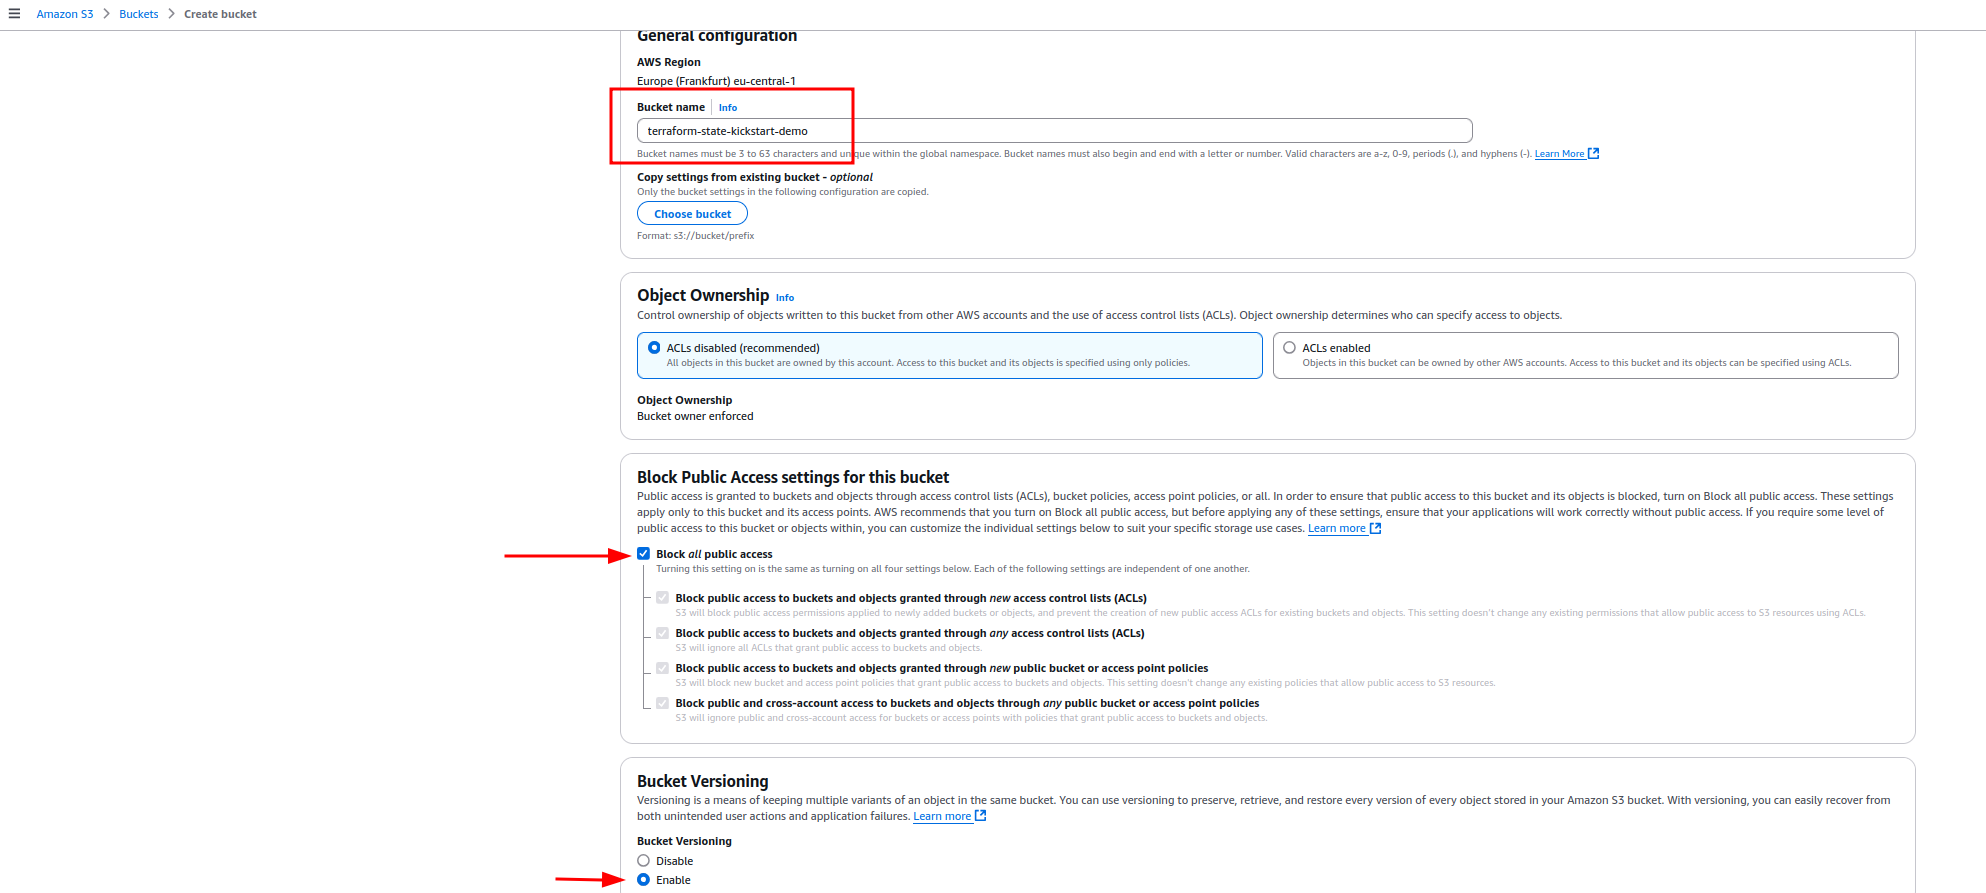 Amazon S3 > Buckets > Create bucket
General configuration
AWS Region
Europe (Frankfurt) eu-central-1
Bucket name Info
terraform-state-kickstart-demo
Bucket names must be 3 to 63 characters and unique within the global namespace. Bucket names must also begin and end with a letter or number. Valid characters are a-z, 0-9, periods (.), and hyphens (-). Learn More
Copy settings from existing bucket - optional
Only the bucket settings in the following configuration are copied.
Choose bucket
Format: s3://bucket/prefix
Object Ownership Info
Control ownership of objects written to this bucket from other AWS accounts and the use of access control lists (ACLs). Object ownership determines who can specify access to objects.
ACLs disabled (recommended)
All objects in this bucket are owned by this account. Access to this bucket and its objects is specified using only policies.
ACLs enabled
Objects in this bucket can be owned by other AWS accounts. Access to this bucket and its objects can be specified using ACLs.
Object Ownership
Bucket owner enforced
Block Public Access settings for this bucket
Public access is granted to buckets and objects through access control lists (ACLs), bucket policies, access point policies, or all. In order to ensure that public access to this bucket and its objects is blocked, turn on Block all public access. These settings
apply only to this bucket and its access points. AWS recommends that you turn on Block all public access, but before applying any of these settings, ensure that your applications will work correctly without public access. If you require some level of
public access to this bucket or objects within, you can customize the individual settings below to suit your specific storage use cases. Learn more
Block all public access
Turning this setting on is the same as turning on all four settings below. Each of the following settings are independent of one another.
Block public access to buckets and objects granted through new access control lists (ACLs)
S3 will block public access permissions applied to newly added buckets or objects, and prevent the creation of new public access ACLs for existing buckets and objects. This setting doesn't change any existing permissions that allow public access to S3 resources using ACLs.
Block public access to buckets and objects granted through any access control lists (ACLs)
S3 will ignore all ACLs that grant public access to buckets and objects.
Block public access to buckets and objects granted through new public bucket or access point policies
S3 will block new bucket and access point policies that grant public access to buckets and objects. This setting doesn't change any existing policies that allow public access to S3 resources.
Block public and cross-account access to buckets and objects through any public bucket or access point policies
S3 will ignore public and cross-account access for buckets or access points with policies that grant public access to buckets and objects.
Bucket Versioning
Versioning is a means of keeping multiple variants of an object in the same bucket. You can use versioning to preserve, retrieve, and restore every version of every object stored in your Amazon S3 bucket. With versioning, you can easily recover from
both unintended user actions and application failures. Learn more
Bucket Versioning
Disable
Enable